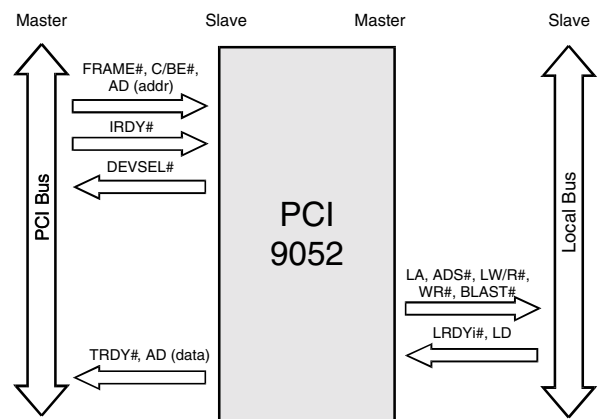 Master
Slave
Master
Slave
FRAME#, C/BE#,
AD (addr)
IRDY#
DEVSEL#
PCI Bus
PCI
9052
Local Bus
LA, ADS#, LW/R#,
WR#, BLAST#
LRDYi#, LD
TRDY#, AD (data)